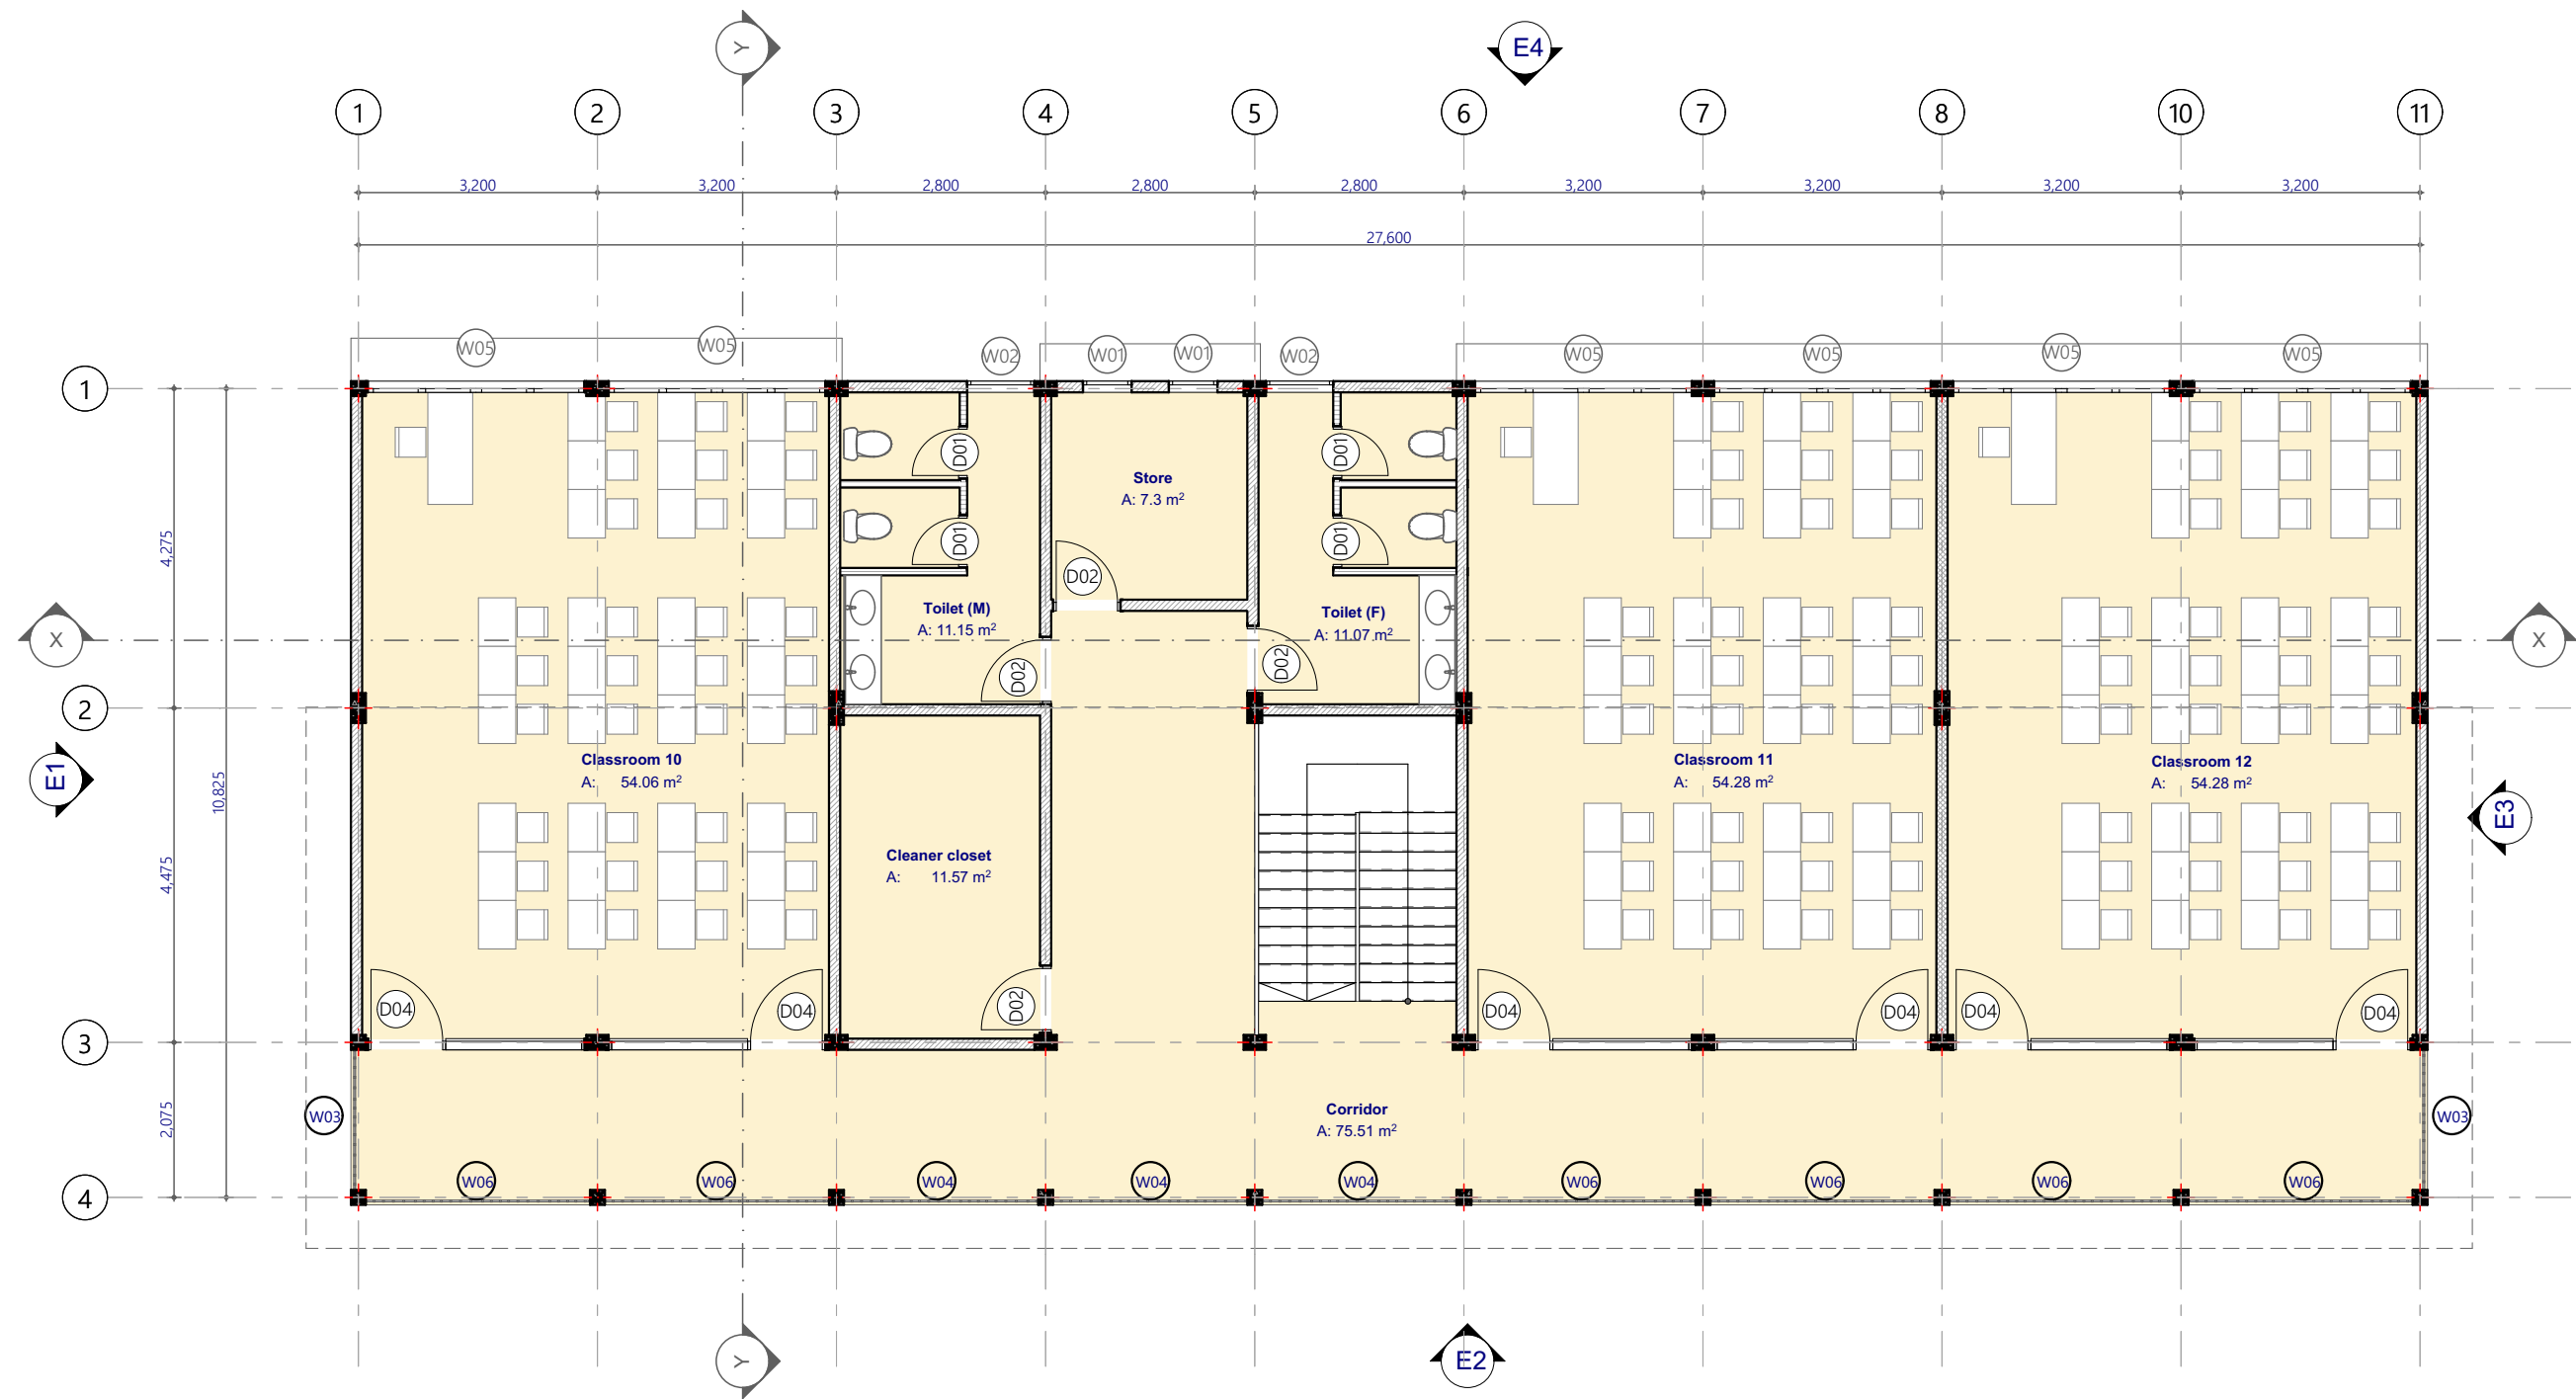 Y
E4
1 2 3 4 5 6 7 8 10 11
3,200 3,200 2,800 2,800 2,800 3,200 3,200 3,200 3,200
27,600
W05 W05 W02 W01 W01 W02 W05 W05 W05 W05
1
D01 D01
Store
A: 7.3 m²
D01 D01
4,275
D02
Toilet (M)
A: 11.15 m²
Toilet (F)
A: 11.07 m²
X X
D02 D02
2
E1
Classroom 10
A: 54.06 m²
Classroom 11
A: 54.28 m²
Classroom 12
A: 54.28 m²
10,825
E3
4,475
Cleaner closet
A: 11.57 m²
D04 D04 D02 D04 D04 D04 D04
3
2,075
W03 W03
Corridor
A: 75.51 m²
W06 W06 W04 W04 W04 W06 W06 W06 W06
4
Y
E2